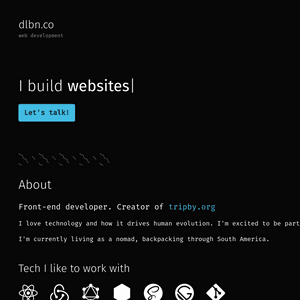 dlbn.co
web development
I build websites|
Let's talk!
About
Front-end developer. Creator of tripby.org
I love technology and how it drives human evolution. I'm excited to be part
I'm currently living as a nomad, backpacking through South America.
Tech I like to work with